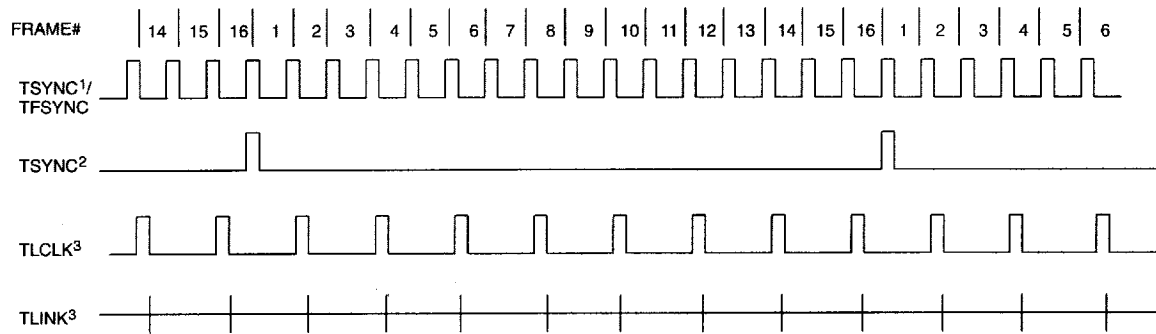 FRAME# 14 15 16 1 2 3 4 5 6 7 8 9 10 11 12 13 14 15 16 1 2 3 4 5 6
TSYNC¹/
TFSYNC
TSYNC²
TLCLK³
TLINK³